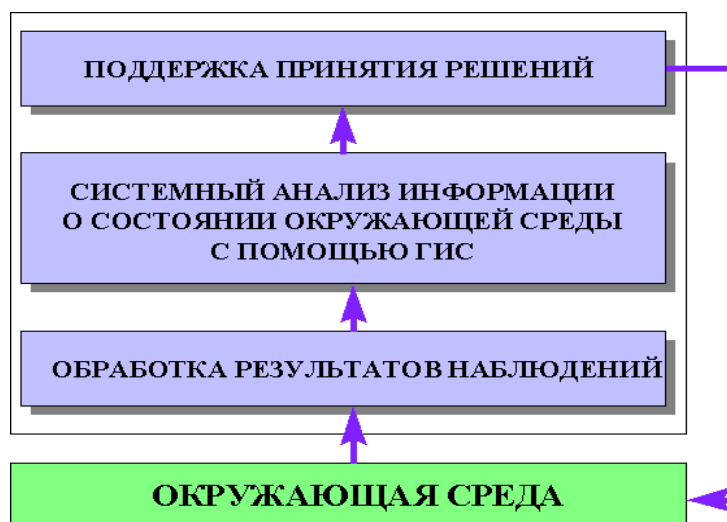 ПОДДЕРЖКА ПРИНЯТИЯ РЕШЕНИЙ
СИСТЕМНЫЙ АНАЛИЗ ИНФОРМАЦИИ
О СОСТОЯНИИ ОКРУЖАЮЩЕЙ СРЕДЫ
С ПОМОЩЬЮ ГИС
ОБРАБОТКА РЕЗУЛЬТАТОВ НАБЛЮДЕНИЙ
ОКРУЖАЮЩАЯ СРЕДА